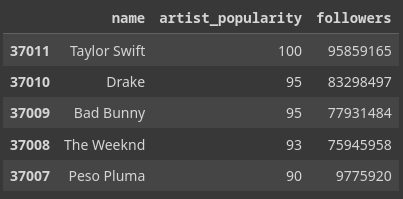 name artist_popularity followers
37011 Taylor Swift 100 95859165
37010 Drake 95 83298497
37009 Bad Bunny 95 77931484
37008 The Weeknd 93 75945958
37007 Peso Pluma 90 9775920